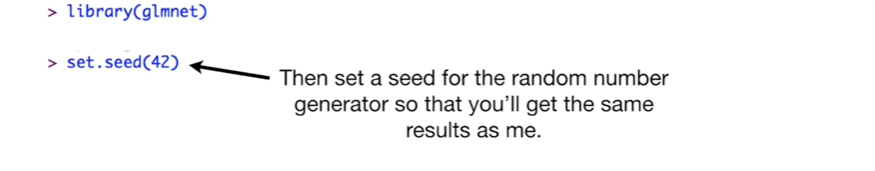 > library(glmnet)
> set.seed(42)
Then set a seed for the random number
generator so that you'll get the same
results as me.